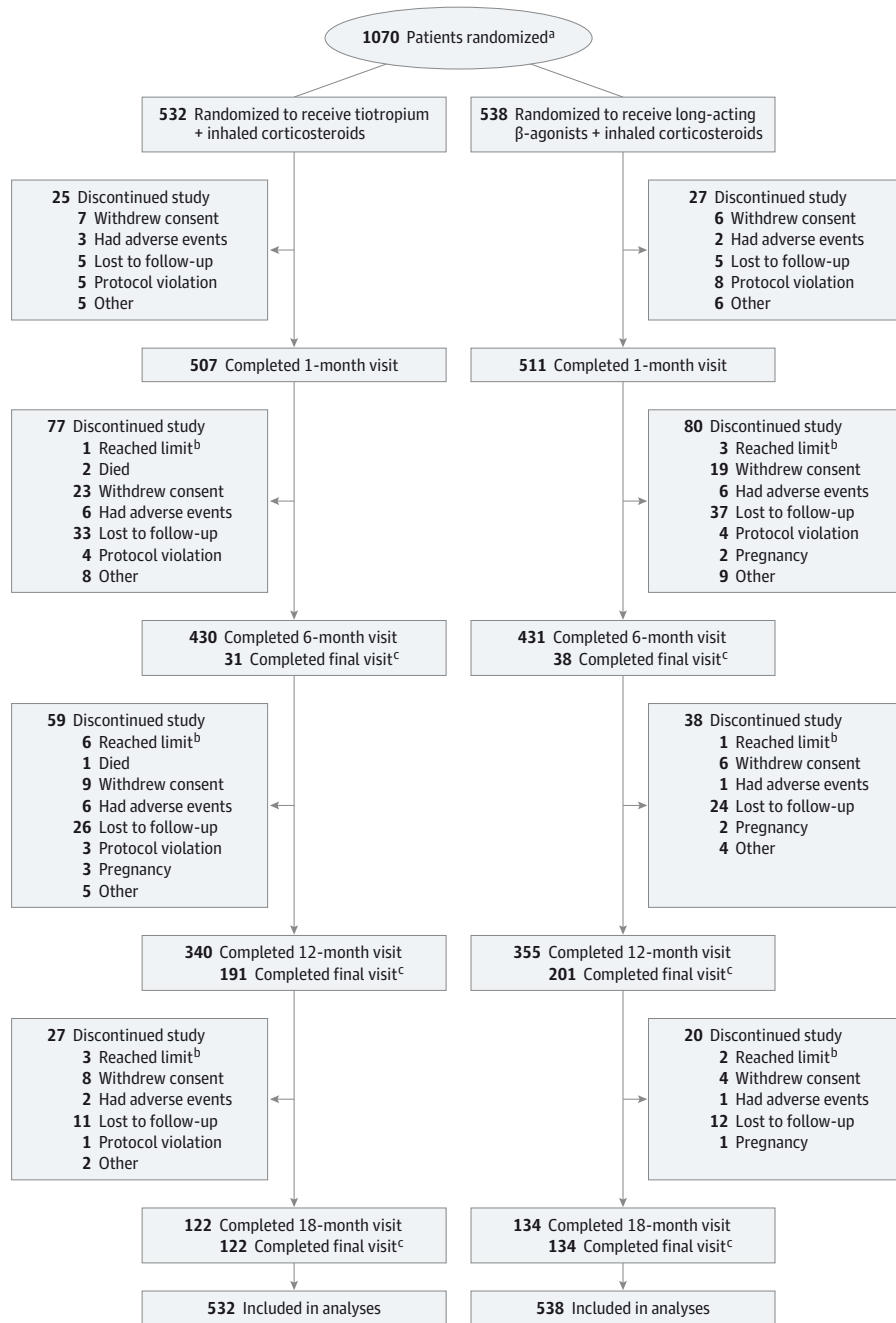 1070 Patients randomizedᵃ
532 Randomized to receive tiotropium
+ inhaled corticosteroids
538 Randomized to receive long-acting
β-agonists + inhaled corticosteroids
25 Discontinued study
7 Withdrew consent
3 Had adverse events
5 Lost to follow-up
5 Protocol violation
5 Other
27 Discontinued study
6 Withdrew consent
2 Had adverse events
5 Lost to follow-up
8 Protocol violation
6 Other
507 Completed 1-month visit
511 Completed 1-month visit
77 Discontinued study
1 Reached limitᵇ
2 Died
23 Withdrew consent
6 Had adverse events
33 Lost to follow-up
4 Protocol violation
8 Other
80 Discontinued study
3 Reached limitᵇ
19 Withdrew consent
6 Had adverse events
37 Lost to follow-up
4 Protocol violation
2 Pregnancy
9 Other
430 Completed 6-month visit
31 Completed final visitᶜ
431 Completed 6-month visit
38 Completed final visitᶜ
59 Discontinued study
6 Reached limitᵇ
1 Died
9 Withdrew consent
6 Had adverse events
26 Lost to follow-up
3 Protocol violation
3 Pregnancy
5 Other
38 Discontinued study
1 Reached limitᵇ
6 Withdrew consent
1 Had adverse events
24 Lost to follow-up
2 Pregnancy
4 Other
340 Completed 12-month visit
191 Completed final visitᶜ
355 Completed 12-month visit
201 Completed final visitᶜ
27 Discontinued study
3 Reached limitᵇ
8 Withdrew consent
2 Had adverse events
11 Lost to follow-up
1 Protocol violation
2 Other
20 Discontinued study
2 Reached limitᵇ
4 Withdrew consent
1 Had adverse events
12 Lost to follow-up
1 Pregnancy
122 Completed 18-month visit
122 Completed final visitᶜ
134 Completed 18-month visit
134 Completed final visitᶜ
532 Included in analyses
538 Included in analyses